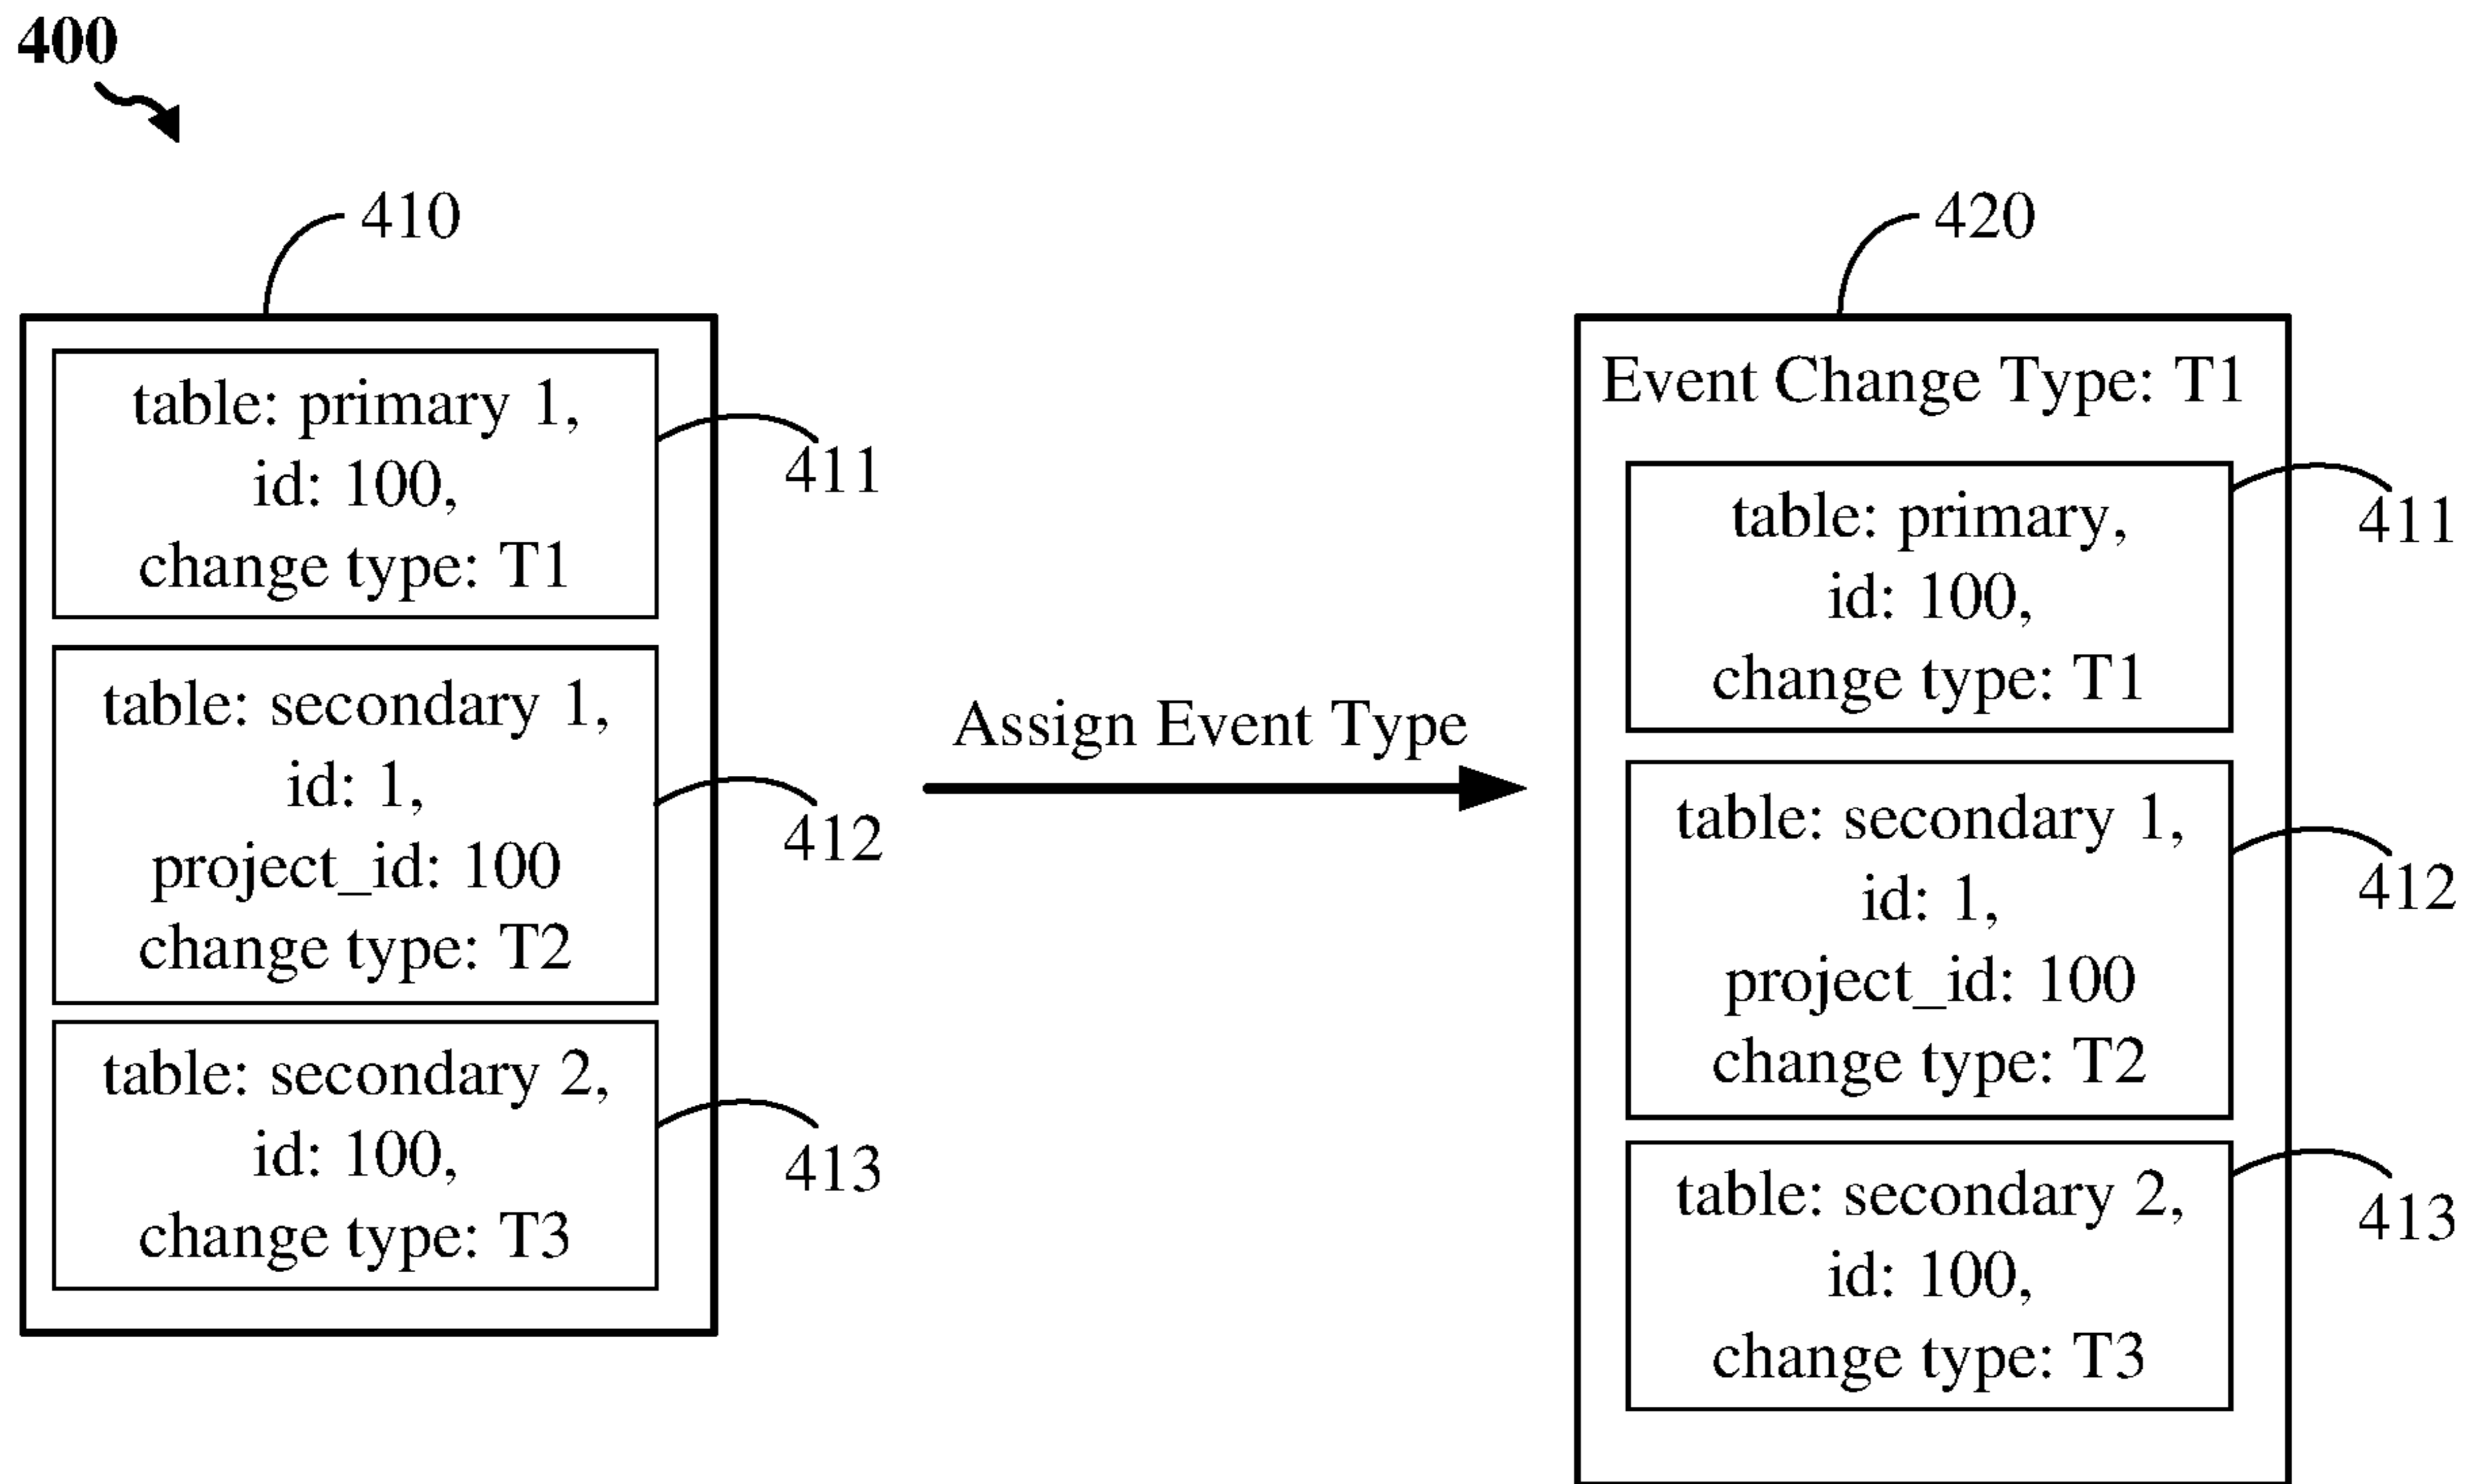 400
410
table: primary 1,
id: 100,
change type: T1
411
table: secondary 1,
id: 1,
project_id: 100
change type: T2
412
table: secondary 2,
id: 100,
change type: T3
413
Assign Event Type
420
Event Change Type: T1
table: primary,
id: 100,
change type: T1
411
table: secondary 1,
id: 1,
project_id: 100
change type: T2
412
table: secondary 2,
id: 100,
change type: T3
413